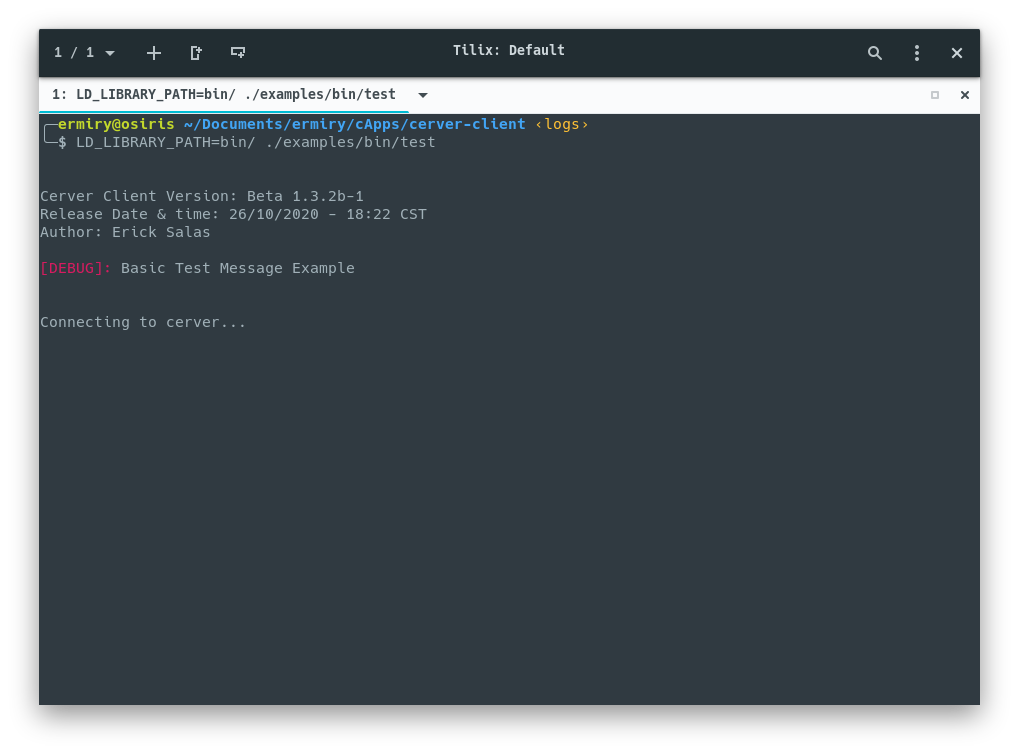 1 / 1
Tilix: Default
1: LD_LIBRARY_PATH=bin/ ./examples/bin/test
ermiry@osiris ~/Documents/ermiry/cApps/cerver-client ‹logs›
$ LD_LIBRARY_PATH=bin/ ./examples/bin/test
Cerver Client Version: Beta 1.3.2b-1
Release Date & time: 26/10/2020 - 18:22 CST
Author: Erick Salas
[DEBUG]: Basic Test Message Example
Connecting to cerver...